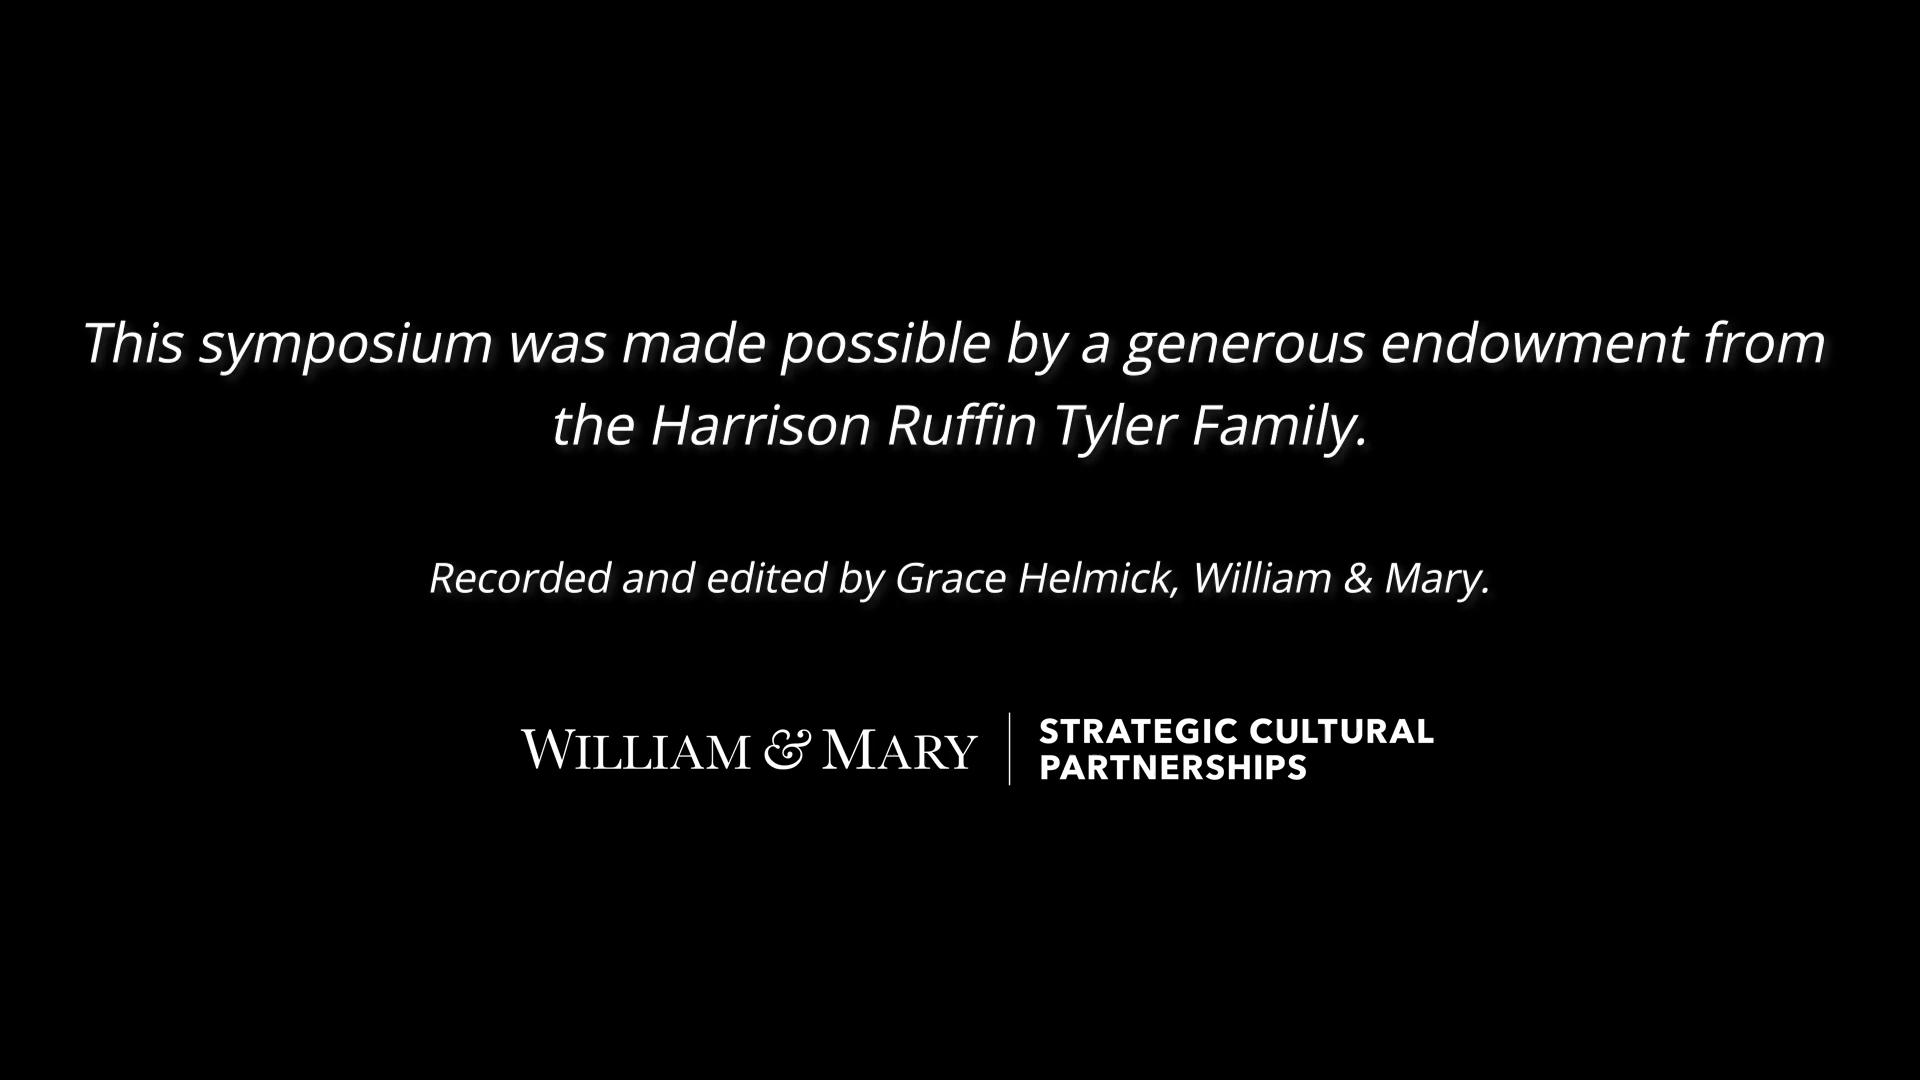 This symposium was made possible by a generous endowment from
the Harrison Ruffin Tyler Family.
Recorded and edited by Grace Helmick, William & Mary.
WILLIAM & MARY
STRATEGIC CULTURAL
PARTNERSHIPS